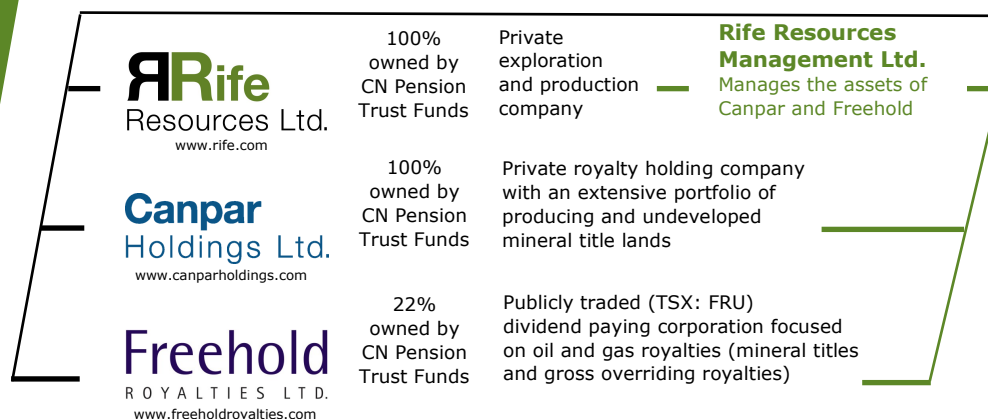 RRife
Resources Ltd.
www.rife.com
100%
owned by
CN Pension
Trust Funds
Private
exploration
and production
company
Rife Resources
Management Ltd.
Manages the assets of
Canpar and Freehold
Canpar
Holdings Ltd.
www.canparholdings.com
100%
owned by
CN Pension
Trust Funds
Private royalty holding company
with an extensive portfolio of
producing and undeveloped
mineral title lands
Freehold
ROYALTIES LTD.
www.freeholdroyalties.com
22%
owned by
CN Pension
Trust Funds
Publicly traded (TSX: FRU)
dividend paying corporation focused
on oil and gas royalties (mineral titles
and gross overriding royalties)